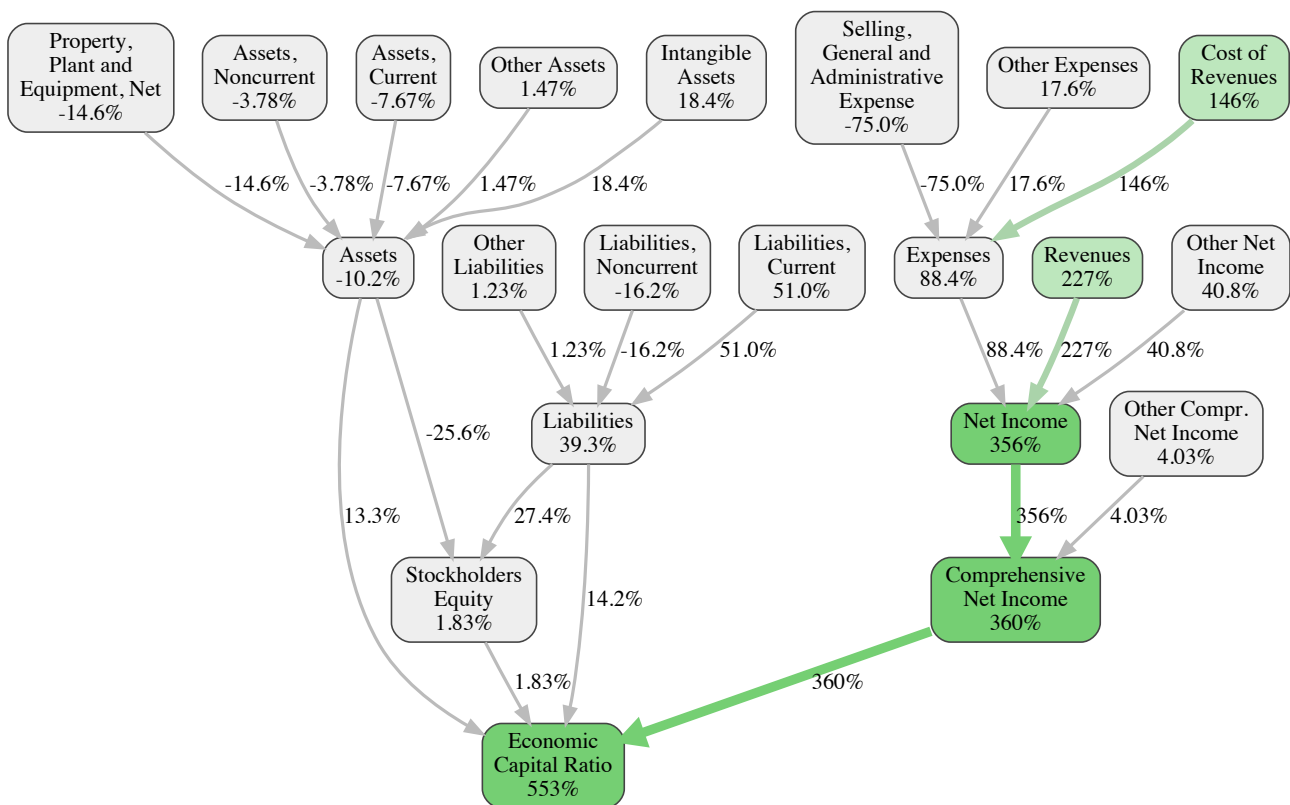 Property,
Plant and
Equipment, Net
-14.6%
Assets,
Noncurrent
-3.78%
Assets,
Current
-7.67%
Other Assets
1.47%
Intangible
Assets
18.4%
Selling,
General and
Administrative
Expense
-75.0%
Other Expenses
17.6%
Cost of
Revenues
146%
-14.6%
-3.78%
-7.67%
1.47%
18.4%
-75.0%
17.6%
146%
Assets
-10.2%
Other
Liabilities
1.23%
Liabilities,
Noncurrent
-16.2%
Liabilities,
Current
51.0%
Expenses
88.4%
Revenues
227%
Other Net
Income
40.8%
1.23%
-16.2%
51.0%
88.4%
227%
40.8%
-25.6%
Liabilities
39.3%
Net Income
356%
Other Compr.
Net Income
4.03%
13.3%
27.4%
356%
4.03%
Stockholders
Equity
1.83%
14.2%
Comprehensive
Net Income
360%
1.83%
360%
Economic
Capital Ratio
553%